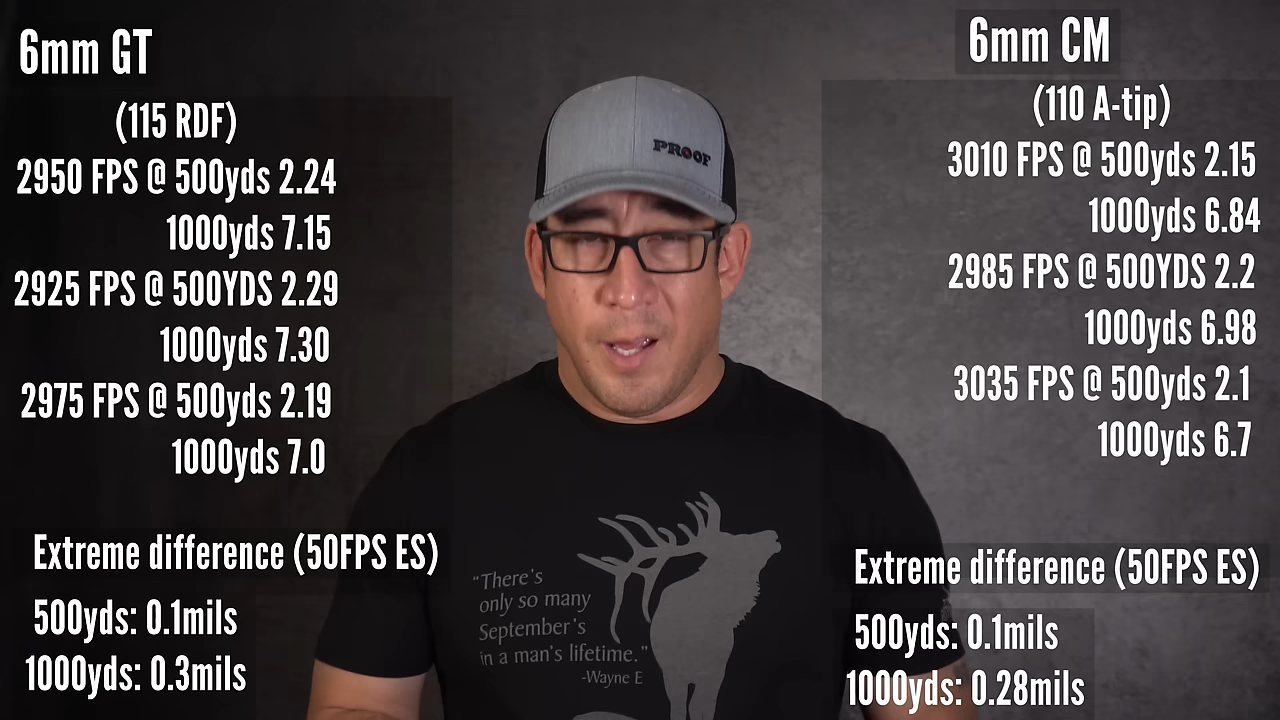 6mm GT
(115 RDF)
2950 FPS @ 500yds 2.24
1000yds 7.15
2925 FPS @ 500YDS 2.29
1000yds 7.30
2975 FPS @ 500yds 2.19
1000yds 7.0
Extreme difference (50FPS ES)
500yds: 0.1mils
1000yds: 0.3mils
6mm CM
(110 A-tip)
3010 FPS @ 500yds 2.15
1000yds 6.84
2985 FPS @ 500YDS 2.2
1000yds 6.98
3035 FPS @ 500yds 2.1
1000yds 6.7
Extreme difference (50FPS ES)
500yds: 0.1mils
1000yds: 0.28mils
PROOF
"There's
only so many
September's
in a man's lifetime."
-Wayne E